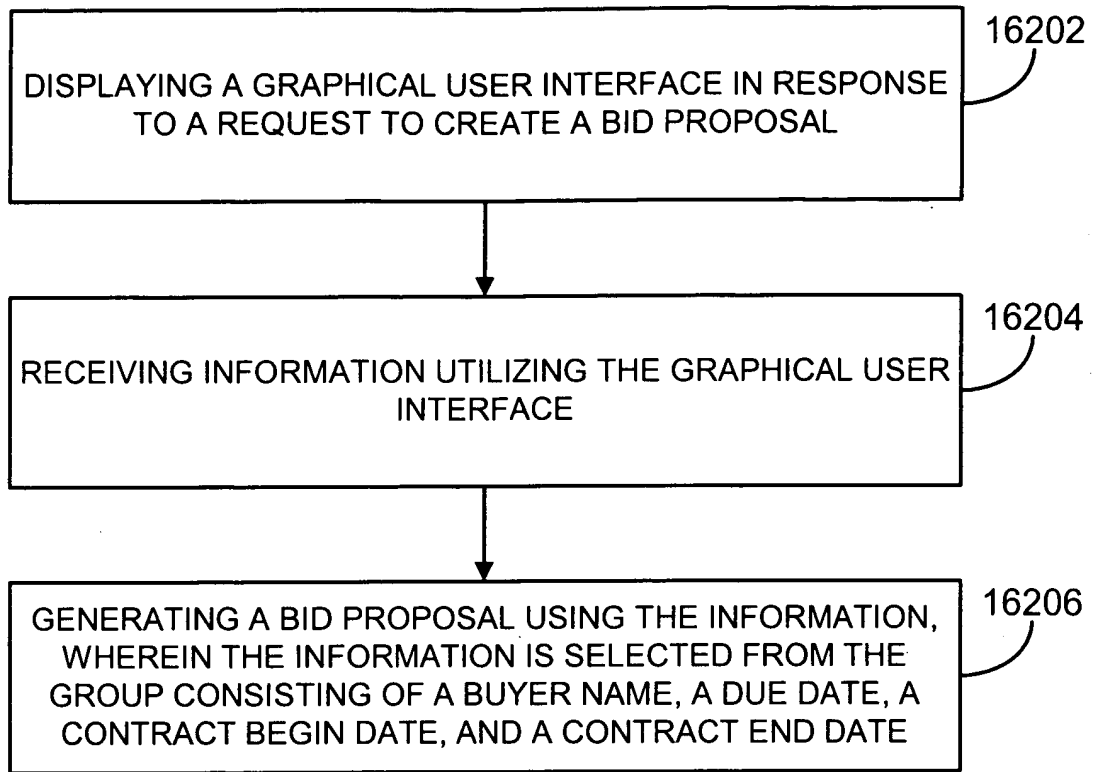 16202
DISPLAYING A GRAPHICAL USER INTERFACE IN RESPONSE
TO A REQUEST TO CREATE A BID PROPOSAL
16204
RECEIVING INFORMATION UTILIZING THE GRAPHICAL USER
INTERFACE
16206
GENERATING A BID PROPOSAL USING THE INFORMATION,
WHEREIN THE INFORMATION IS SELECTED FROM THE
GROUP CONSISTING OF A BUYER NAME, A DUE DATE, A
CONTRACT BEGIN DATE, AND A CONTRACT END DATE